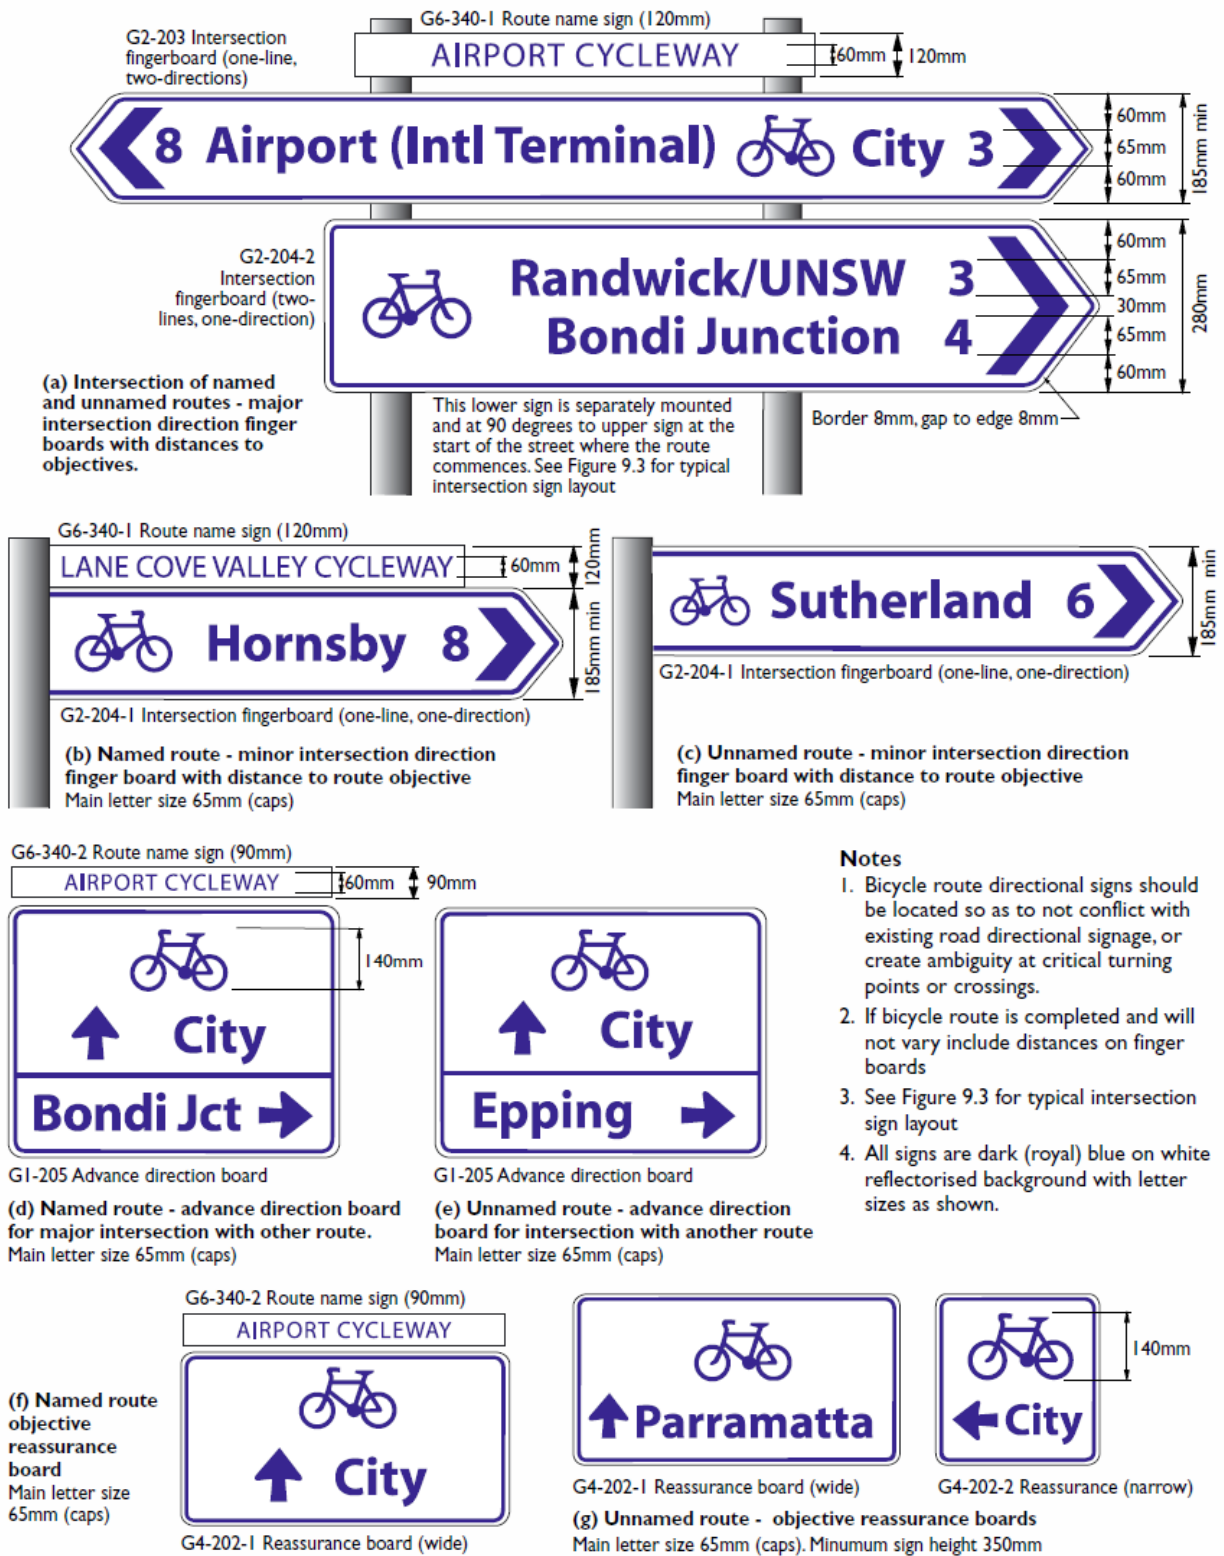 G6-340-1 Route name sign (120mm)
G2-203 Intersection
fingerboard (one-line,
two-directions)
AIRPORT CYCLEWAY
60mm
120mm
8 Airport (Intl Terminal) City 3
60mm
65mm
60mm
185mm min
G2-204-2
Intersection
fingerboard (two-
lines, one-direction)
Randwick/UNSW 3
Bondi Junction 4
60mm
65mm
30mm
65mm
60mm
280mm
(a) Intersection of named
and unnamed routes - major
intersection direction finger
boards with distances to
objectives.
This lower sign is separately mounted
and at 90 degrees to upper sign at the
start of the street where the route
commences. See Figure 9.3 for typical
intersection sign layout
Border 8mm, gap to edge 8mm
G6-340-1 Route name sign (120mm)
LANE COVE VALLEY CYCLEWAY
60mm
120mm
Hornsby 8
185mm min
G2-204-1 Intersection fingerboard (one-line, one-direction)
(b) Named route - minor intersection direction
finger board with distance to route objective
Main letter size 65mm (caps)
Sutherland 6
185mm min
G2-204-1 Intersection fingerboard (one-line, one-direction)
(c) Unnamed route - minor intersection direction
finger board with distance to route objective
Main letter size 65mm (caps)
G6-340-2 Route name sign (90mm)
AIRPORT CYCLEWAY
60mm
90mm
140mm
City
Bondi Jct
G1-205 Advance direction board
(d) Named route - advance direction board
for major intersection with other route.
Main letter size 65mm (caps)
City
Epping
G1-205 Advance direction board
(e) Unnamed route - advance direction
board for intersection with another route
Main letter size 65mm (caps)
Notes
1. Bicycle route directional signs should
be located so as to not conflict with
existing road directional signage, or
create ambiguity at critical turning
points or crossings.
2. If bicycle route is completed and will
not vary include distances on finger
boards
3. See Figure 9.3 for typical intersection
sign layout
4. All signs are dark (royal) blue on white
reflectorised background with letter
sizes as shown.
G6-340-2 Route name sign (90mm)
AIRPORT CYCLEWAY
(f) Named route
objective
reassurance
board
Main letter size
65mm (caps)
City
G4-202-1 Reassurance board (wide)
Parramatta
G4-202-1 Reassurance board (wide)
City
140mm
G4-202-2 Reassurance (narrow)
(g) Unnamed route - objective reassurance boards
Main letter size 65mm (caps). Minumum sign height 350mm